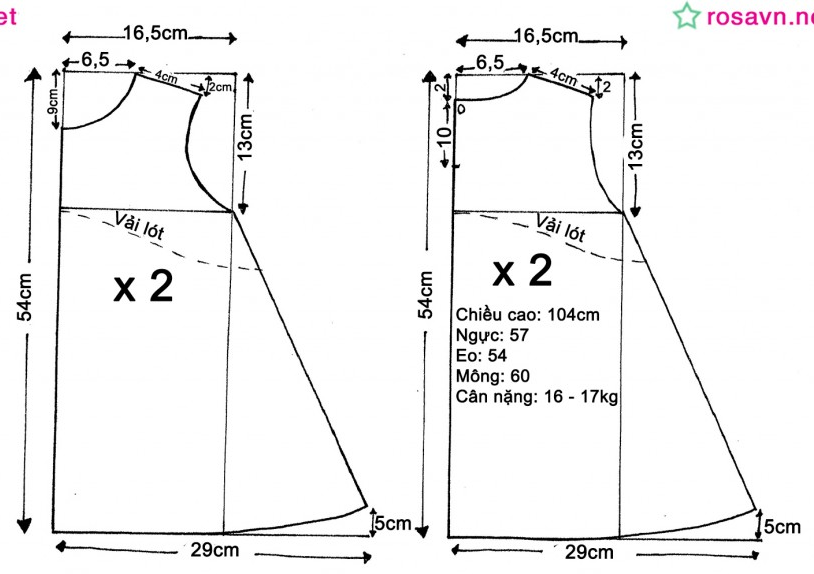 et
rosavn.ne
16,5cm
6,5
4cm
2cm
9cm
13cm
Vải lót
x 2
54cm
5cm
29cm
16,5cm
6,5
4cm
2
2
10
13cm
Vải lót
x 2
54cm
Chiều cao: 104cm
Ngực: 57
Eo: 54
Mông: 60
Cân nặng: 16 - 17kg
5cm
29cm